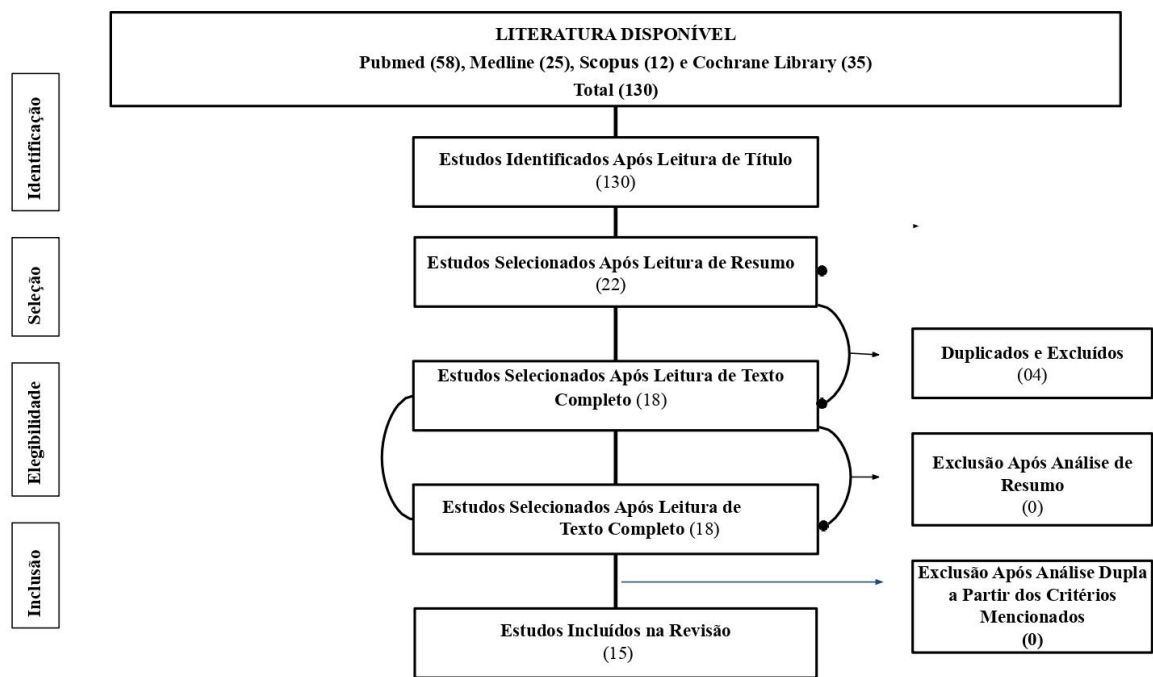 LITERATURA DISPONÍVEL
Pubmed (58), Medline (25), Scopus (12) e Cochrane Library (35)
Total (130)
Identificação
Estudos Identificados Após Leitura de Título
(130)
Seleção
Estudos Selecionados Após Leitura de Resumo
(22)
Duplicados e Excluídos
(04)
Elegibilidade
Estudos Selecionados Após Leitura de Texto
Completo (18)
Exclusão Após Análise de
Resumo
(0)
Estudos Selecionados Após Leitura de
Texto Completo (18)
Inclusão
Exclusão Após Análise Dupla
a Partir dos Critérios
Mencionados
(0)
Estudos Incluídos na Revisão
(15)